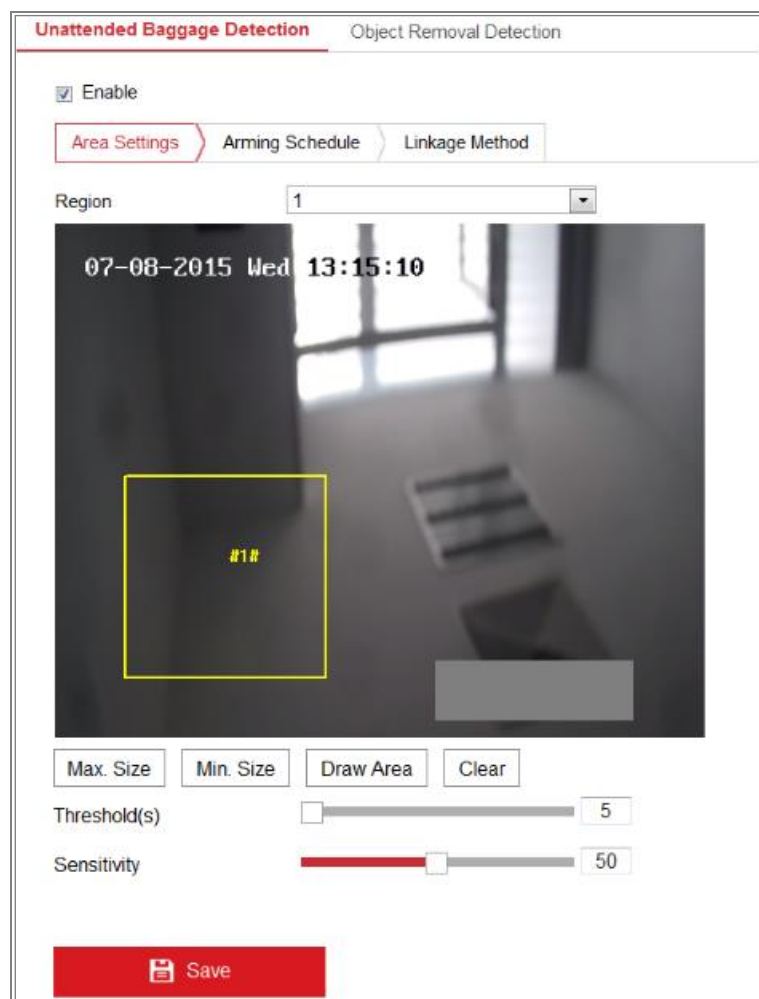 Unattended Baggage Detection Object Removal Detection
Enable
Area Settings Arming Schedule Linkage Method
Region 1
07-08-2015 Wed 13:15:10
#1#
Max. Size Min. Size Draw Area Clear
Threshold(s) 5
Sensitivity 50
Save